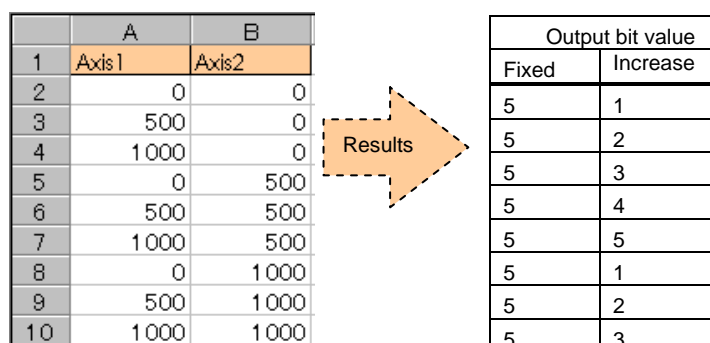 A B
1 Axis1 Axis2
2 0 0
3 500 0
4 1000 0
5 0 500
6 500 500
7 1000 500
8 0 1000
9 500 1000
10 1000 1000
Results
Output bit value
Fixed Increase
5 1
5 2
5 3
5 4
5 5
5 1
5 2
5 3